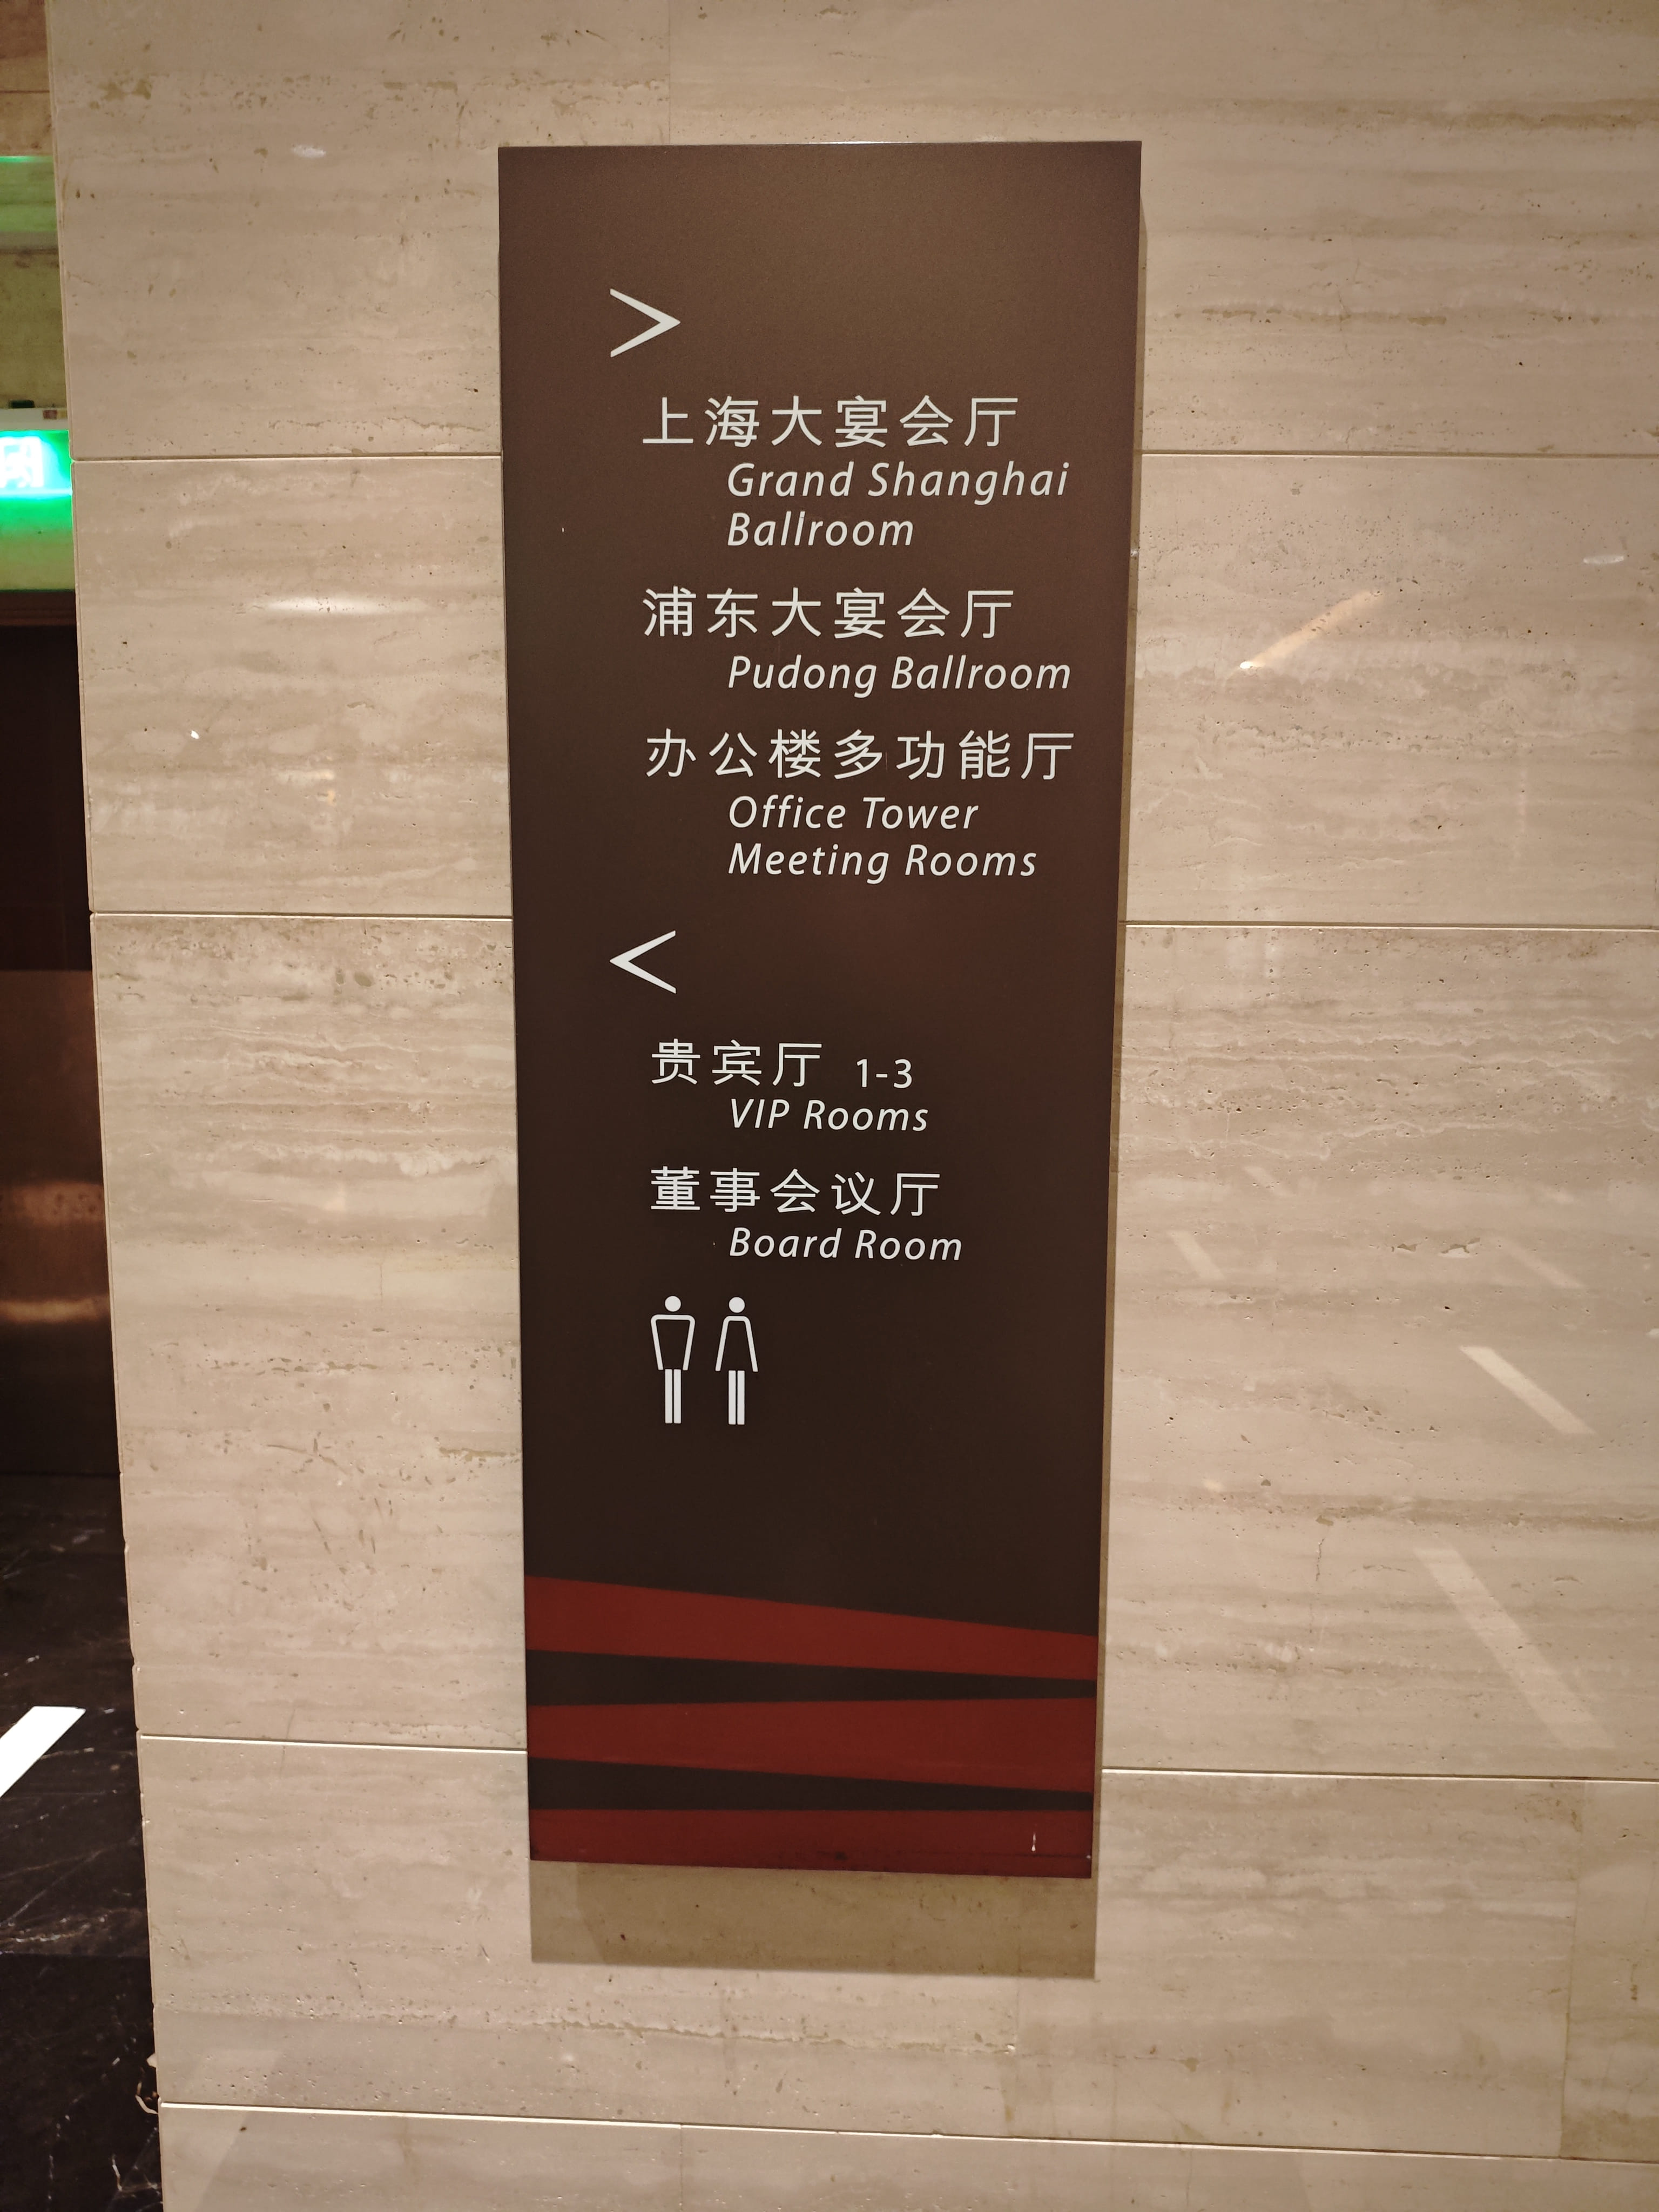 >
上海大宴会厅
Grand Shanghai
Ballroom
浦东大宴会厅
Pudong Ballroom
办公楼多功能厅
Office Tower
Meeting Rooms
<
贵宾厅 1-3
VIP Rooms
董事会议厅
Board Room